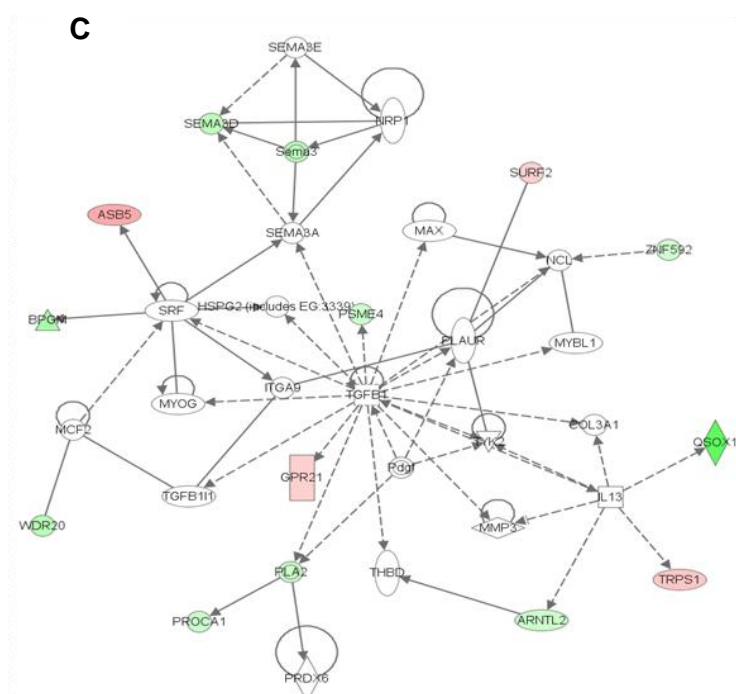 C
SEMA3E
SEMA3D
NRP1
Sema3
SURF2
ASB5
SEMA3A
MAX
NCL
ZNF592
HSPG2 (includes EG:3339)
SRF
BPGM
PSME4
PLAUR
MYBL1
ITGA9
TGFB1
MYOG
MCF2
COL3A1
QSOX1
Pdgf
GPR21
TGFB1I1
IL13
WDR20
MMP3
PLA2
THBD
TRPS1
PROCA1
ARNTL2
PRDX6